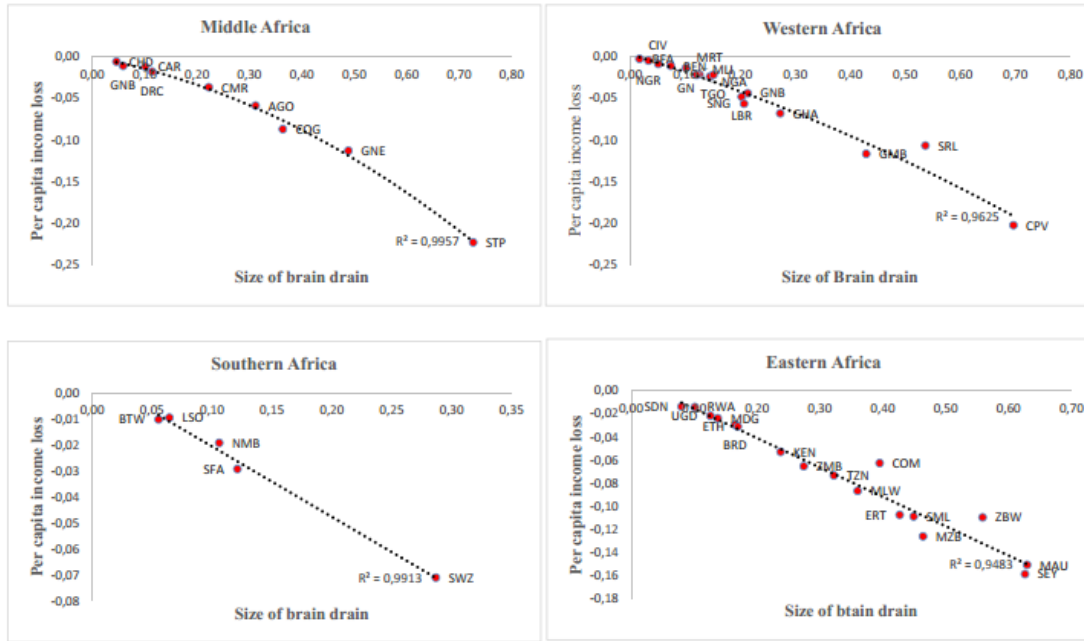 Middle Africa
0,00
0,00 0,10 0,20 0,30 0,40 0,50 0,60 0,70 0,80
-0,05
-0,10
-0,15
-0,20
-0,25
Per capita income loss
CHD
CAR
GNB
DRC
CMR
AGO
COG
GNE
R² = 0,9957
STP
Size of brain drain
Western Africa
0,00
0,00 0,10 0,20 0,30 0,40 0,50 0,60 0,70 0,80
-0,05
-0,10
-0,15
-0,20
-0,25
Per capita income loss
CIV
BFA
MRT
BEN
MLI
NGR
GN
NGA
TGO
GNB
SNG
LBR
GHA
GMB
SRL
R² = 0,9625
CPV
Size of Brain drain
Southern Africa
0,00
0,00 0,05 0,10 0,15 0,20 0,25 0,30 0,35
-0,01
-0,02
-0,03
-0,04
-0,05
-0,06
-0,07
-0,08
Per capita income loss
BTW
LSO
NMB
SFA
R² = 0,9913
SWZ
Size of brain drain
Eastern Africa
0,00
0,00 0,20 0,30 0,40 0,50 0,60 0,70
-0,02
-0,04
-0,06
-0,08
-0,10
-0,12
-0,14
-0,16
-0,18
Per capita income loss
SDN
RWA
UGD
MDG
ETH
BRD
KEN
COM
ZMB
TZN
MLW
ERT
SML
ZBW
MZB
R² = 0,9483
MAU
SEY
Size of btain drain